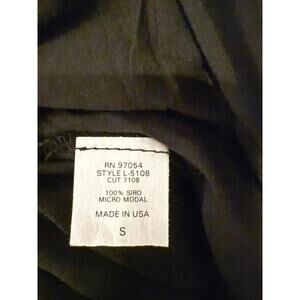 RN 97054
STYLE L-5108
CUT 7108
100% SIRO
MICRO MODAL
MADE IN USA
S